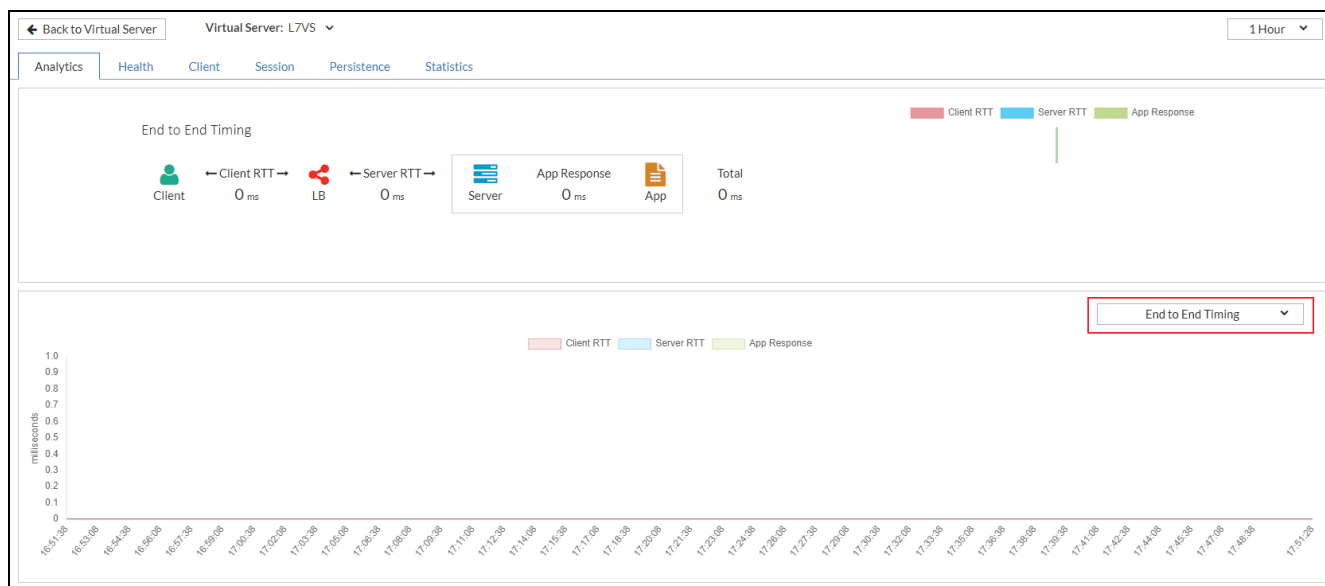 Back to Virtual Server Virtual Server: L7VS 1 Hour
Analytics Health Client Session Persistence Statistics
Client RTT Server RTT App Response
End to End Timing
Client RTT Server RTT App Response Total
0 ms 0 ms 0 ms 0 ms
Client LB Server App
End to End Timing
Client RTT Server RTT App Response
milliseconds
1.0
0.9
0.8
0.7
0.6
0.5
0.4
0.3
0.2
0.1
0
16:51:38 16:53:08 16:54:38 16:56:08 16:57:38 16:59:08 17:00:38 17:02:08 17:03:38 17:05:08 17:06:38 17:08:08 17:09:38 17:11:08 17:12:38 17:14:08 17:15:38 17:17:08 17:18:38 17:20:08 17:21:38 17:23:08 17:24:38 17:26:08 17:27:38 17:29:08 17:30:38 17:32:08 17:33:38 17:35:08 17:36:38 17:38:08 17:39:38 17:41:08 17:42:38 17:44:08 17:45:38 17:47:08 17:48:38 17:51:28